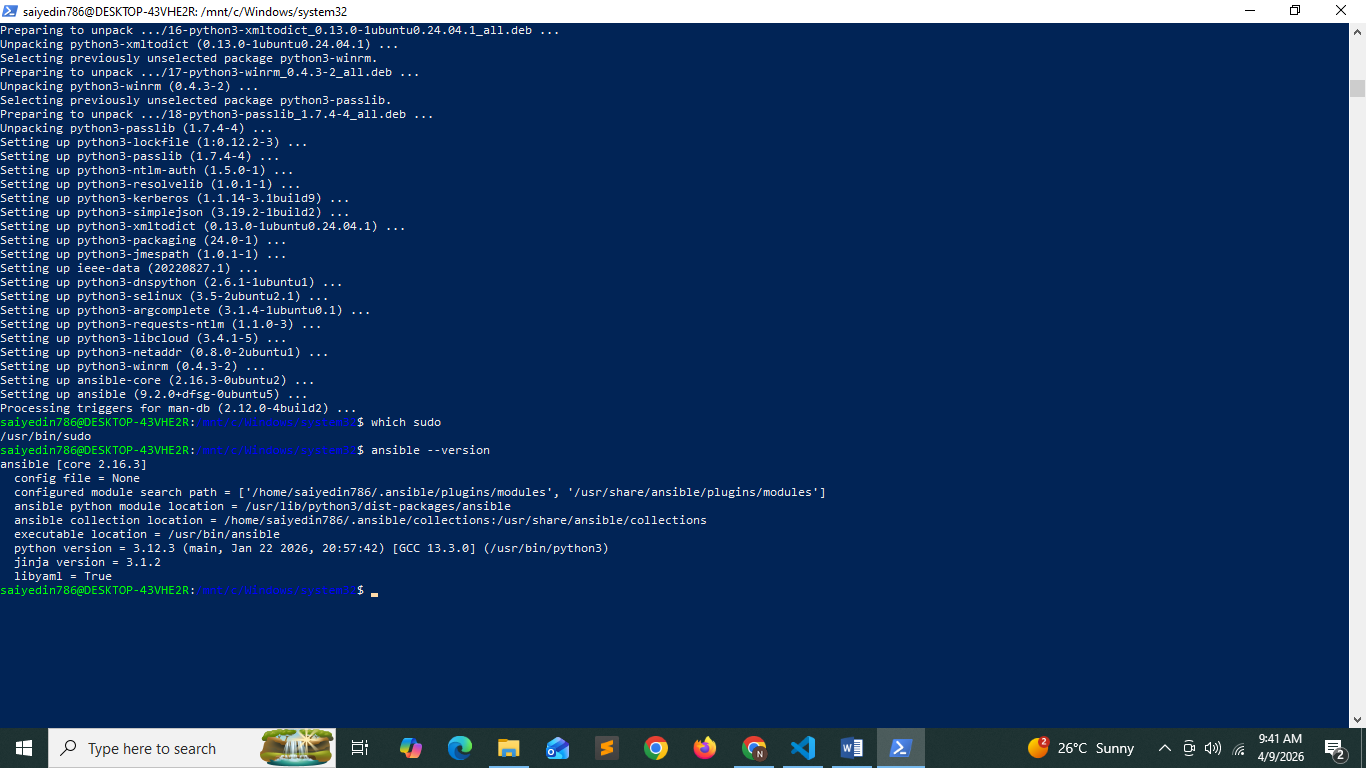 saiyedin786@DESKTOP-43VHE2R: /mnt/c/Windows/system32
Preparing to unpack .../16-python3-xmltodict_0.13.0-1ubuntu0.24.04.1_all.deb ...
Unpacking python3-xmltodict (0.13.0-1ubuntu0.24.04.1) ...
Selecting previously unselected package python3-winrm.
Preparing to unpack .../17-python3-winrm_0.4.3-2_all.deb ...
Unpacking python3-winrm (0.4.3-2) ...
Selecting previously unselected package python3-passlib.
Preparing to unpack .../18-python3-passlib_1.7.4-4_all.deb ...
Unpacking python3-passlib (1.7.4-4) ...
Setting up python3-lockfile (1:0.12.2-3) ...
Setting up python3-passlib (1.7.4-4) ...
Setting up python3-ntlm-auth (1.5.0-1) ...
Setting up python3-resolvelib (1.0.1-1) ...
Setting up python3-kerberos (1.1.14-3.1build9) ...
Setting up python3-simplejson (3.19.2-1build2) ...
Setting up python3-xmltodict (0.13.0-1ubuntu0.24.04.1) ...
Setting up python3-packaging (24.0-1) ...
Setting up python3-jmespath (1.0.1-1) ...
Setting up ieee-data (20220827.1) ...
Setting up python3-dnspython (2.6.1-1ubuntu1) ...
Setting up python3-selinux (3.5-2ubuntu2.1) ...
Setting up python3-argcomplete (3.1.4-1ubuntu0.1) ...
Setting up python3-requests-ntlm (1.1.0-3) ...
Setting up python3-libcloud (3.4.1-5) ...
Setting up python3-netaddr (0.8.0-2ubuntu1) ...
Setting up python3-winrm (0.4.3-2) ...
Setting up ansible-core (2.16.3-0ubuntu2) ...
Setting up ansible (9.2.0+dfsg-0ubuntu5) ...
Processing triggers for man-db (2.12.0-4build2) ...
saiyedin786@DESKTOP-43VHE2R:/mnt/c/Windows/system32$ which sudo
/usr/bin/sudo
saiyedin786@DESKTOP-43VHE2R:/mnt/c/Windows/system32$ ansible --version
ansible [core 2.16.3]
  config file = None
  configured module search path = ['/home/saiyedin786/.ansible/plugins/modules', '/usr/share/ansible/plugins/modules']
  ansible python module location = /usr/lib/python3/dist-packages/ansible
  ansible collection location = /home/saiyedin786/.ansible/collections:/usr/share/ansible/collections
  executable location = /usr/bin/ansible
  python version = 3.12.3 (main, Jan 22 2026, 20:57:42) [GCC 13.3.0] (/usr/bin/python3)
  jinja version = 3.1.2
  libyaml = True
saiyedin786@DESKTOP-43VHE2R:/mnt/c/Windows/system32$
Type here to search
N
W
2
26°C Sunny
9:41 AM
4/9/2026
2